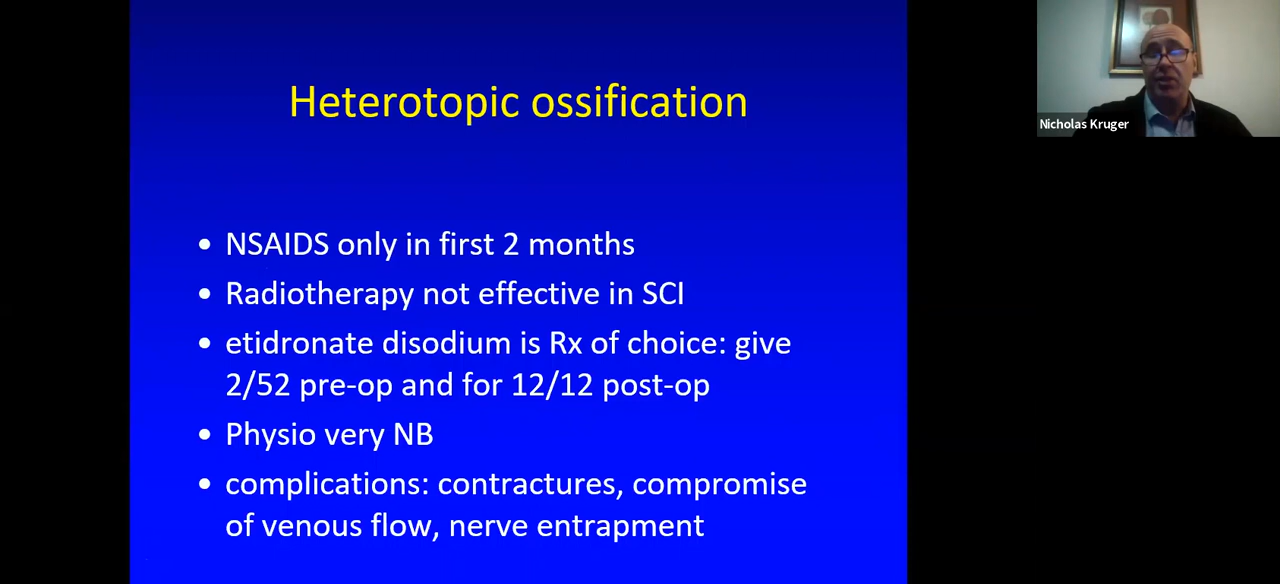 Heterotopic ossification
• NSAIDS only in first 2 months
• Radiotherapy not effective in SCI
• etidronate disodium is Rx of choice: give
2/52 pre-op and for 12/12 post-op
• Physio very NB
• complications: contractures, compromise
of venous flow, nerve entrapment
Nicholas Kruger